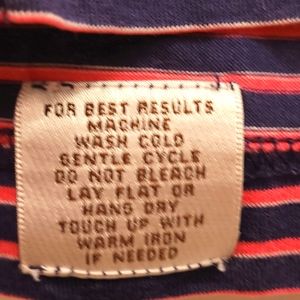 FOR BEST RESULTS
MACHINE
WASH COLD
GENTLE CYCLE
DO NOT BLEACH
LAY FLAT OR
HANG DRY
TOUCH UP WITH
WARM IRON
IF NEEDED